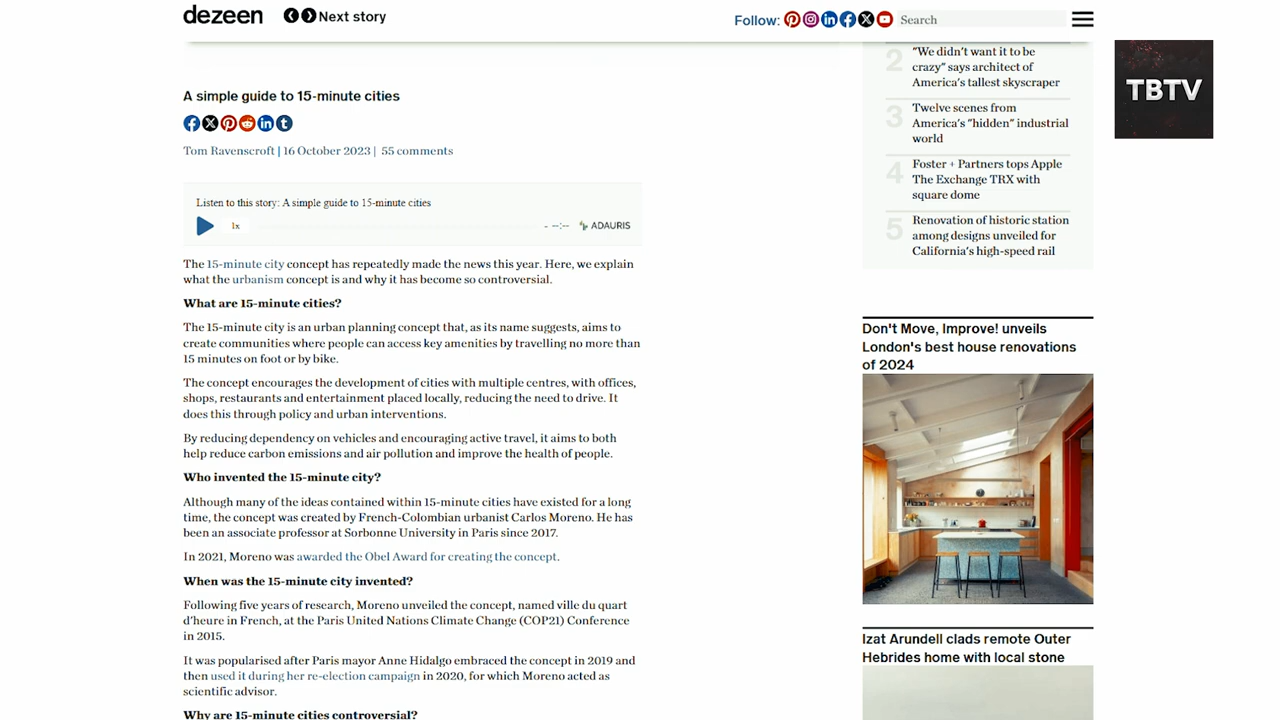 dezeen
Next story
Follow:
Search
A simple guide to 15-minute cities
Tom Ravenscroft | 16 October 2023 | 55 comments
Listen to this story: A simple guide to 15-minute cities
1x
- --:--
ADAURIS
The 15-minute city concept has repeatedly made the news this year. Here, we explain
what the urbanism concept is and why it has become so controversial.
What are 15-minute cities?
The 15-minute city is an urban planning concept that, as its name suggests, aims to
create communities where people can access key amenities by travelling no more than
15 minutes on foot or by bike.
The concept encourages the development of cities with multiple centres, with offices,
shops, restaurants and entertainment placed locally, reducing the need to drive. It
does this through policy and urban interventions.
By reducing dependency on vehicles and encouraging active travel, it aims to both
help reduce carbon emissions and air pollution and improve the health of people.
Who invented the 15-minute city?
Although many of the ideas contained within 15-minute cities have existed for a long
time, the concept was created by French-Colombian urbanist Carlos Moreno. He has
been an associate professor at Sorbonne University in Paris since 2017.
In 2021, Moreno was awarded the Obel Award for creating the concept.
When was the 15-minute city invented?
Following five years of research, Moreno unveiled the concept, named ville du quart
d'heure in French, at the Paris United Nations Climate Change (COP21) Conference
in 2015.
It was popularised after Paris mayor Anne Hidalgo embraced the concept in 2019 and
then used it during her re-election campaign in 2020, for which Moreno acted as
scientific advisor.
Why are 15-minute cities controversial?
2
"We didn't want it to be
crazy" says architect of
America's tallest skyscraper
3
Twelve scenes from
America's "hidden" industrial
world
4
Foster + Partners tops Apple
The Exchange TRX with
square dome
5
Renovation of historic station
among designs unveiled for
California's high-speed rail
Don't Move, Improve! unveils
London's best house renovations
of 2024
Izat Arundell clads remote Outer
Hebrides home with local stone
TBTV